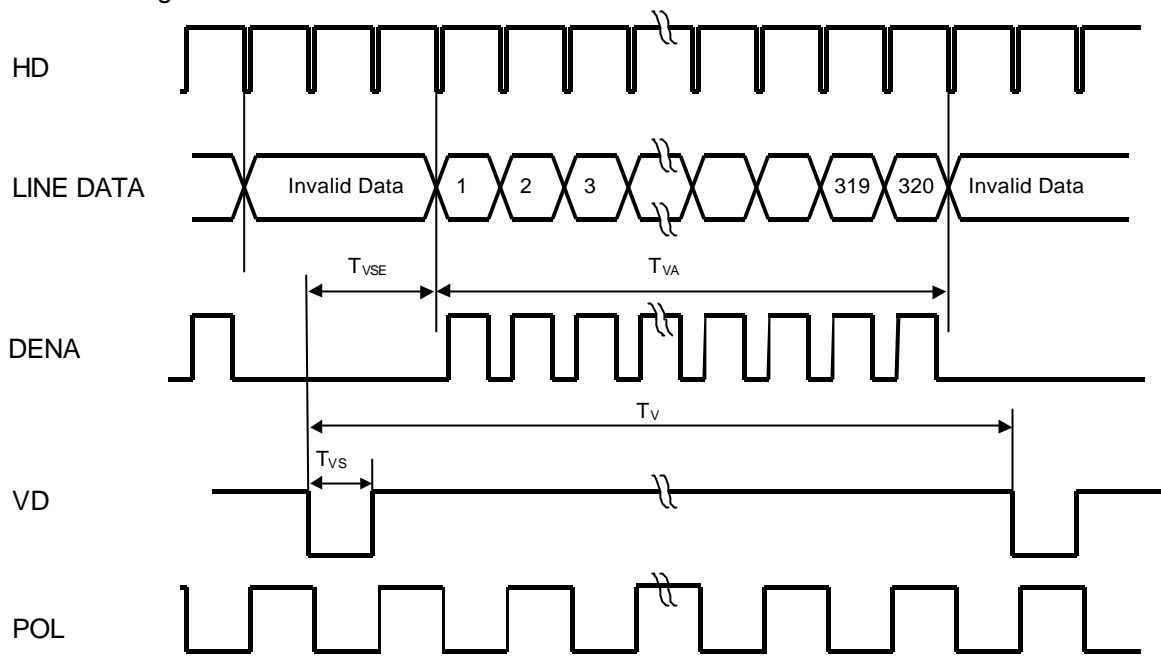 HD
LINE DATA
Invalid Data
1
2
3
319
320
Invalid Data
TVSE
TVA
DENA
TV
TVS
VD
POL